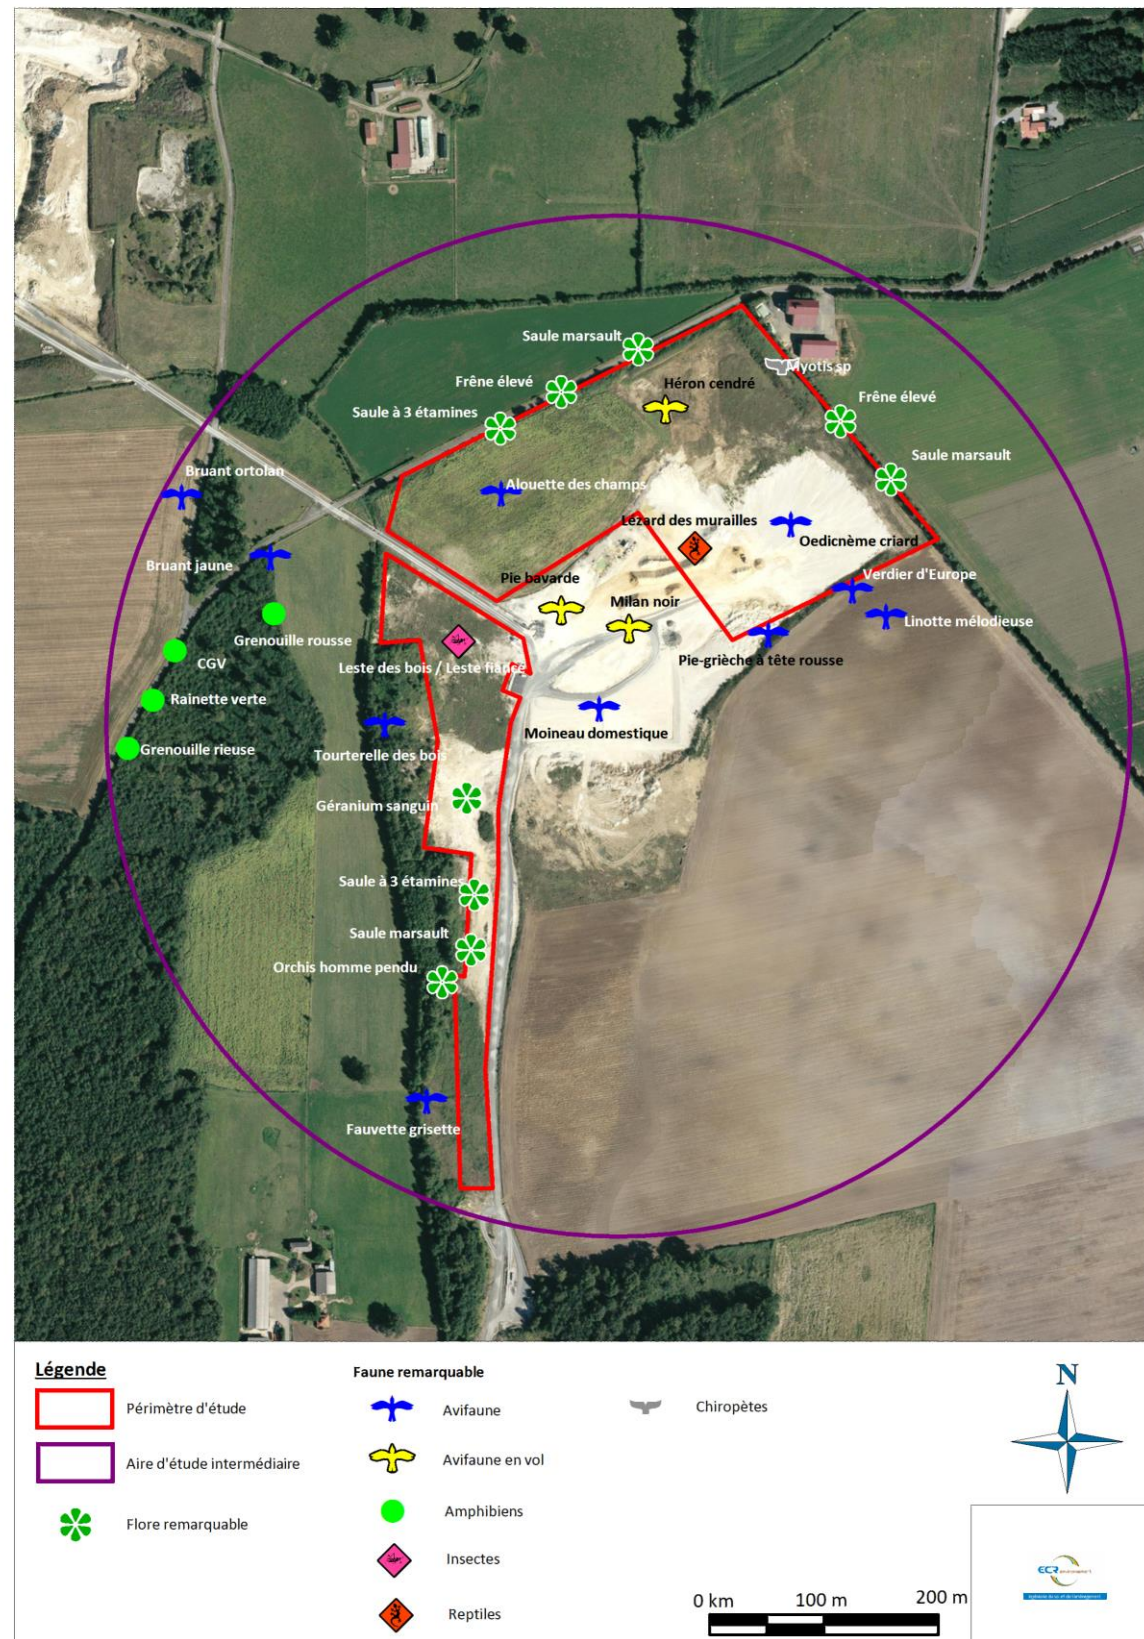 Saule marsault
Héron cendré
Myotis sp
Frêne élevé
Frêne élevé
Saule à 3 étamines
Saule marsault
Bruant ortolan
Alouette des champs
Lézard des murailles
Oedicnème criard
Bruant jaune
Pie bavarde
Verdier d'Europe
Milan noir
Linotte mélodieuse
Grenouille rousse
CGV
Leste des bois / Leste fiancé
Pie-grièche à tête rousse
Rainette verte
Moineau domestique
Grenouille rieuse
Tourterelle des bois
Géranium sanguin
Saule à 3 étamines
Saule marsault
Orchis homme pendu
Fauvette grisette
Légende
Périmètre d'étude
Aire d'étude intermédiaire
Flore remarquable
Faune remarquable
Avifaune
Avifaune en vol
Amphibiens
Insectes
Reptiles
Chiropètes
N
0 km 100 m 200 m
ECR environnement